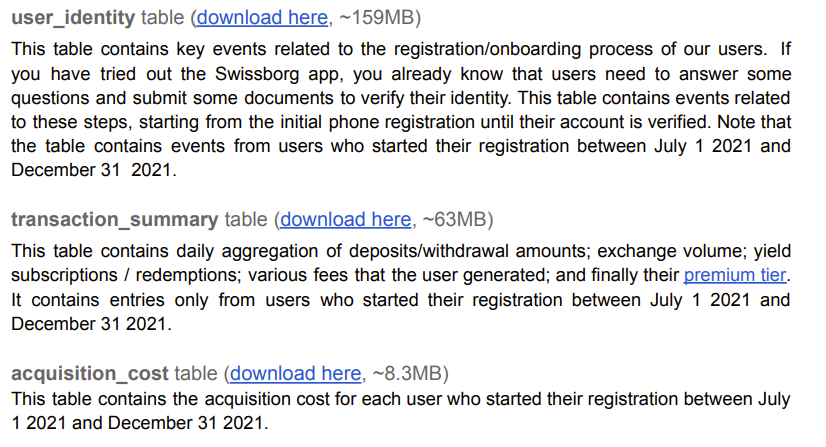 user_identity table (download here, ~159MB)
This table contains key events related to the registration/onboarding process of our users. If
you have tried out the Swissborg app, you already know that users need to answer some
questions and submit some documents to verify their identity. This table contains events related
to these steps, starting from the initial phone registration until their account is verified. Note that
the table contains events from users who started their registration between July 1 2021 and
December 31 2021.
transaction_summary table (download here, ~63MB)
This table contains daily aggregation of deposits/withdrawal amounts; exchange volume; yield
subscriptions / redemptions; various fees that the user generated; and finally their premium tier.
It contains entries only from users who started their registration between July 1 2021 and
December 31 2021.
acquisition_cost table (download here, ~8.3MB)
This table contains the acquisition cost for each user who started their registration between July
1 2021 and December 31 2021.